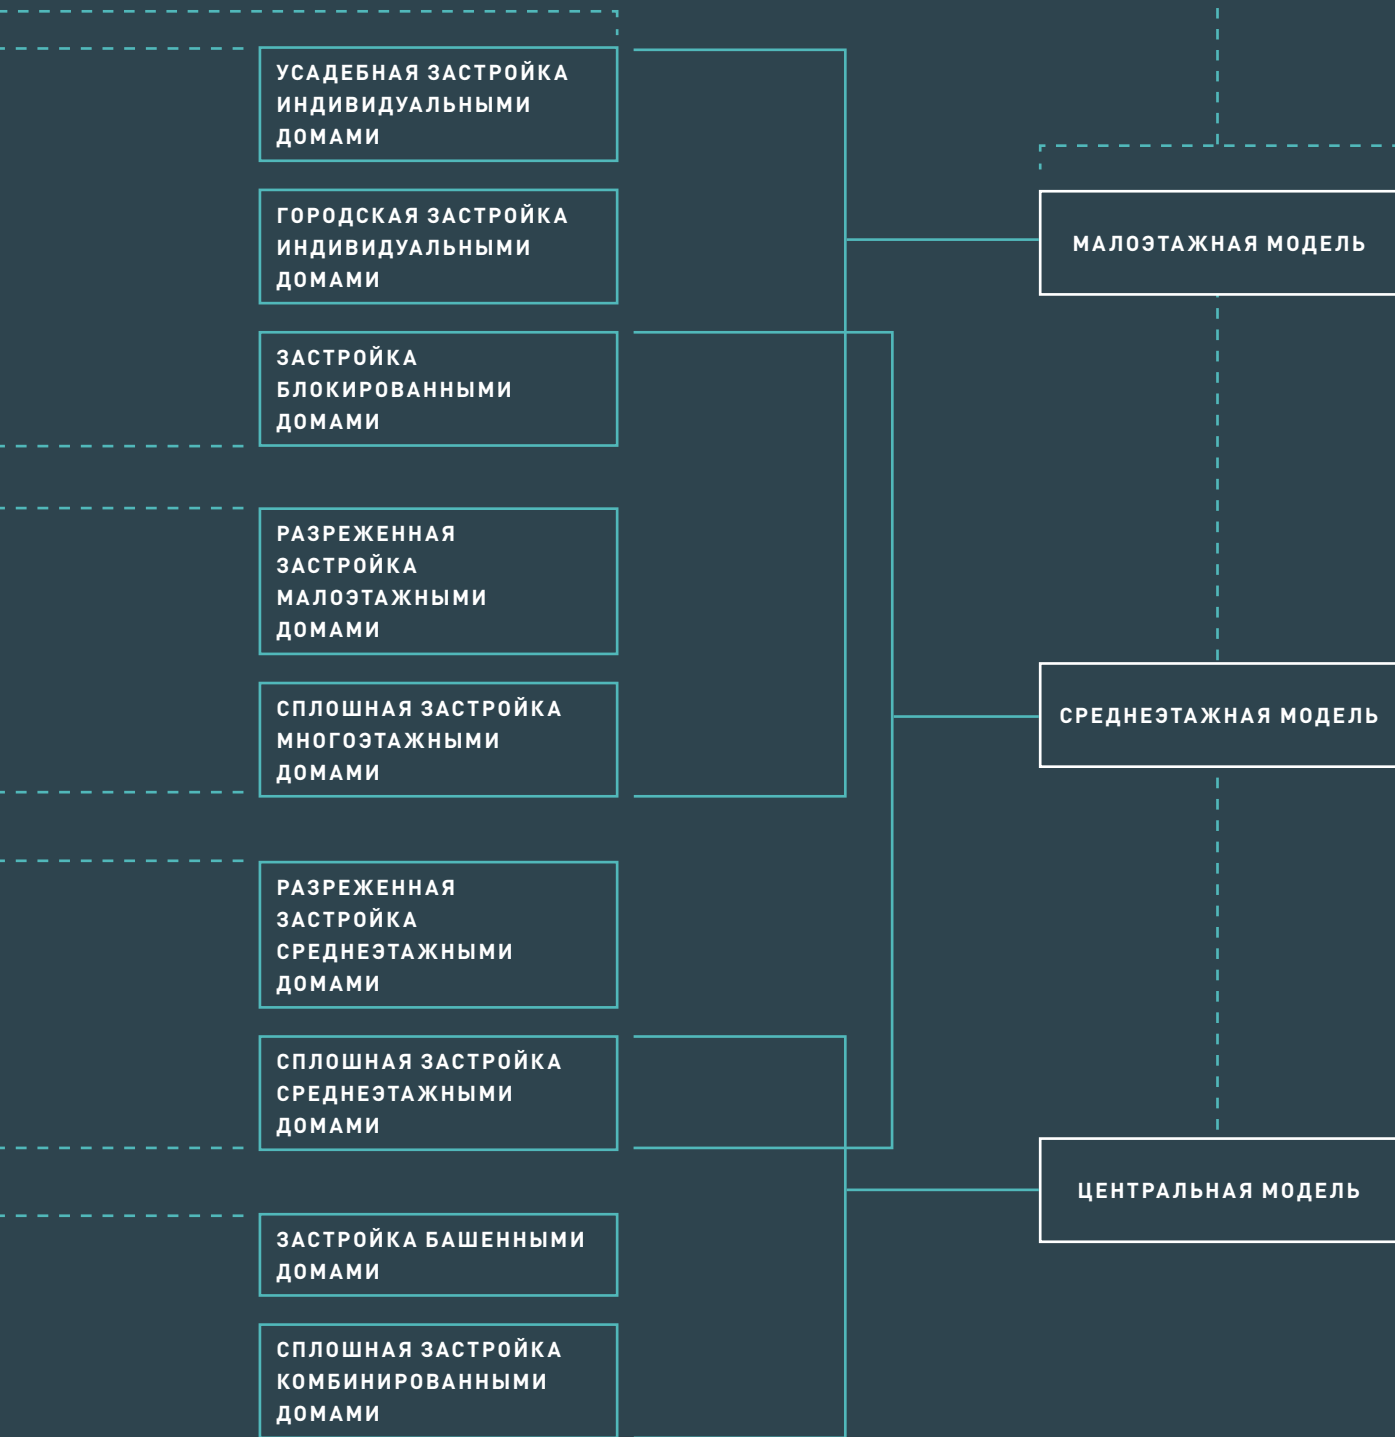 УСАДЕБНАЯ ЗАСТРОЙКА
ИНДИВИДУАЛЬНЫМИ
ДОМАМИ
ГОРОДСКАЯ ЗАСТРОЙКА
ИНДИВИДУАЛЬНЫМИ
ДОМАМИ
ЗАСТРОЙКА
БЛОКИРОВАННЫМИ
ДОМАМИ
РАЗРЕЖЕННАЯ
ЗАСТРОЙКА
МАЛОЭТАЖНЫМИ
ДОМАМИ
СПЛОШНАЯ ЗАСТРОЙКА
МНОГОЭТАЖНЫМИ
ДОМАМИ
РАЗРЕЖЕННАЯ
ЗАСТРОЙКА
СРЕДНЕЭТАЖНЫМИ
ДОМАМИ
СПЛОШНАЯ ЗАСТРОЙКА
СРЕДНЕЭТАЖНЫМИ
ДОМАМИ
ЗАСТРОЙКА БАШЕННЫМИ
ДОМАМИ
СПЛОШНАЯ ЗАСТРОЙКА
КОМБИНИРОВАННЫМИ
ДОМАМИ
МАЛОЭТАЖНАЯ МОДЕЛЬ
СРЕДНЕЭТАЖНАЯ МОДЕЛЬ
ЦЕНТРАЛЬНАЯ МОДЕЛЬ